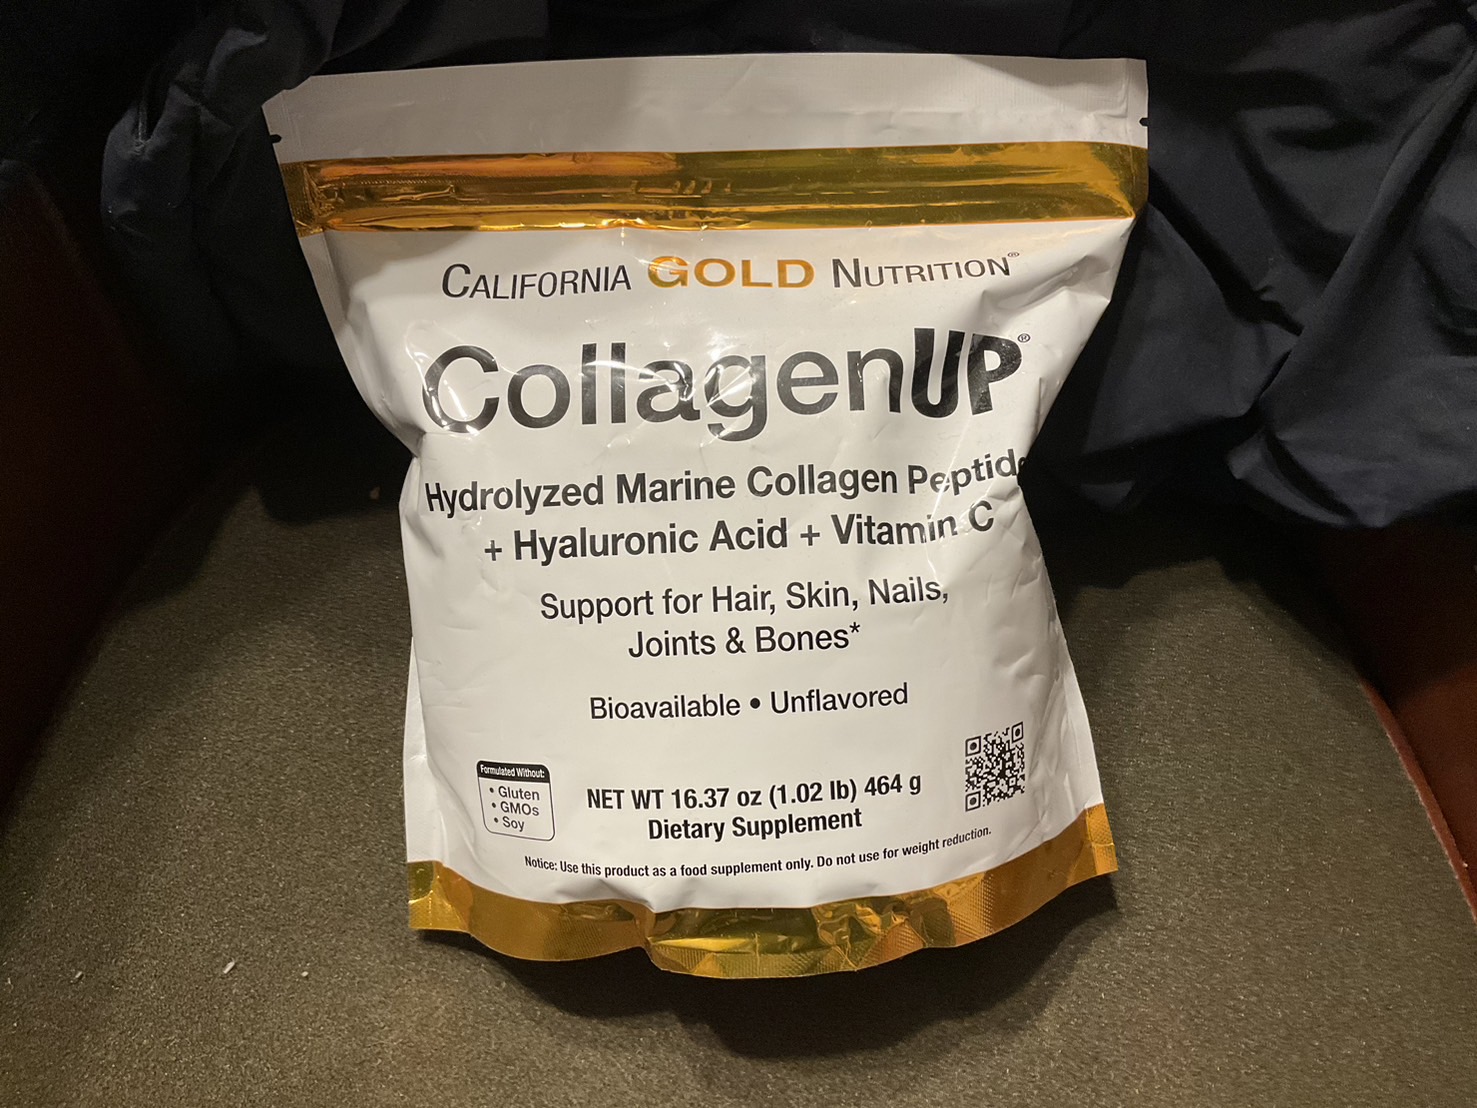 CALIFORNIA GOLD NUTRITION®
CollagenUP®
Hydrolyzed Marine Collagen Peptide
+ Hyaluronic Acid + Vitamin C
Support for Hair, Skin, Nails,
Joints & Bones*
Bioavailable • Unflavored
Formulated Without:
• Gluten
• GMOs
• Soy
NET WT 16.37 oz (1.02 lb) 464 g
Dietary Supplement
Notice: Use this product as a food supplement only. Do not use for weight reduction.